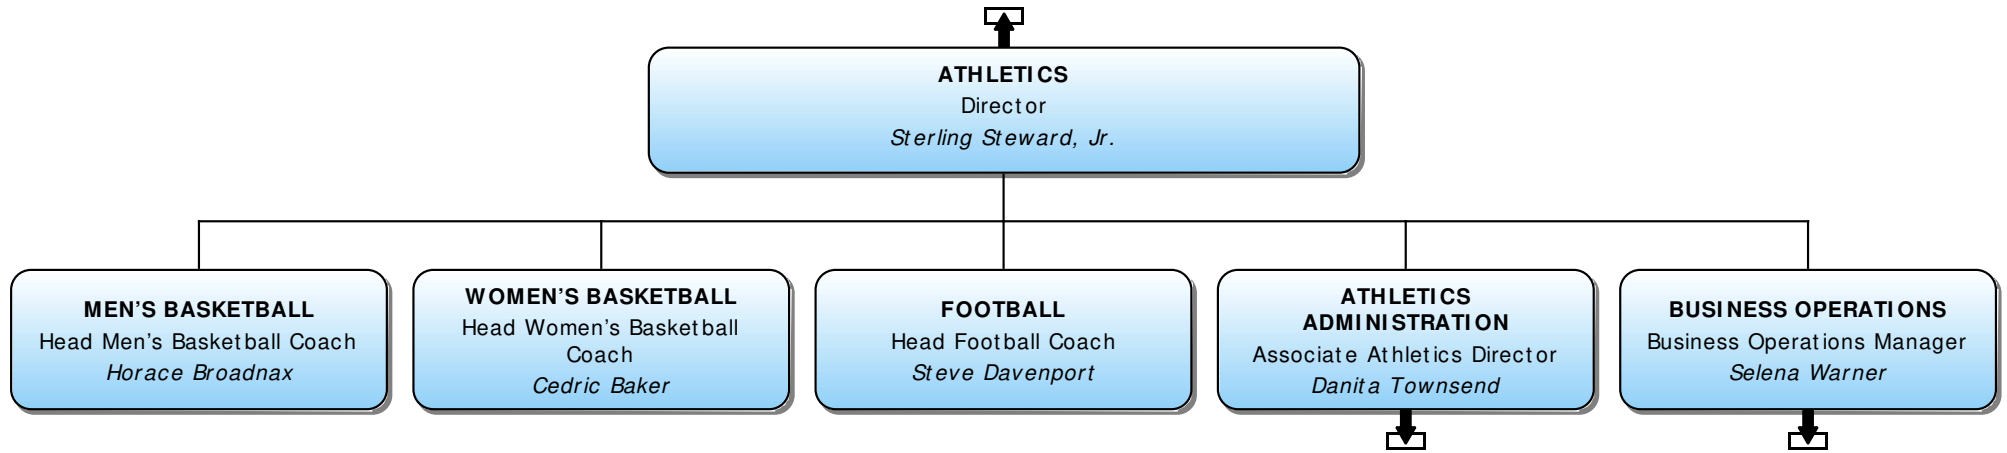 ATHLETICS
Director
Sterling Steward, Jr.
MEN’S BASKETBALL
Head Men’s Basketball Coach
Horace Broadnax
WOMEN’S BASKETBALL
Head Women’s Basketball
Coach
Cedric Baker
FOOTBALL
Head Football Coach
Steve Davenport
ATHLETICS
ADMINISTRATION
Associate Athletics Director
Danita Townsend
BUSINESS OPERATIONS
Business Operations Manager
Selena Warner